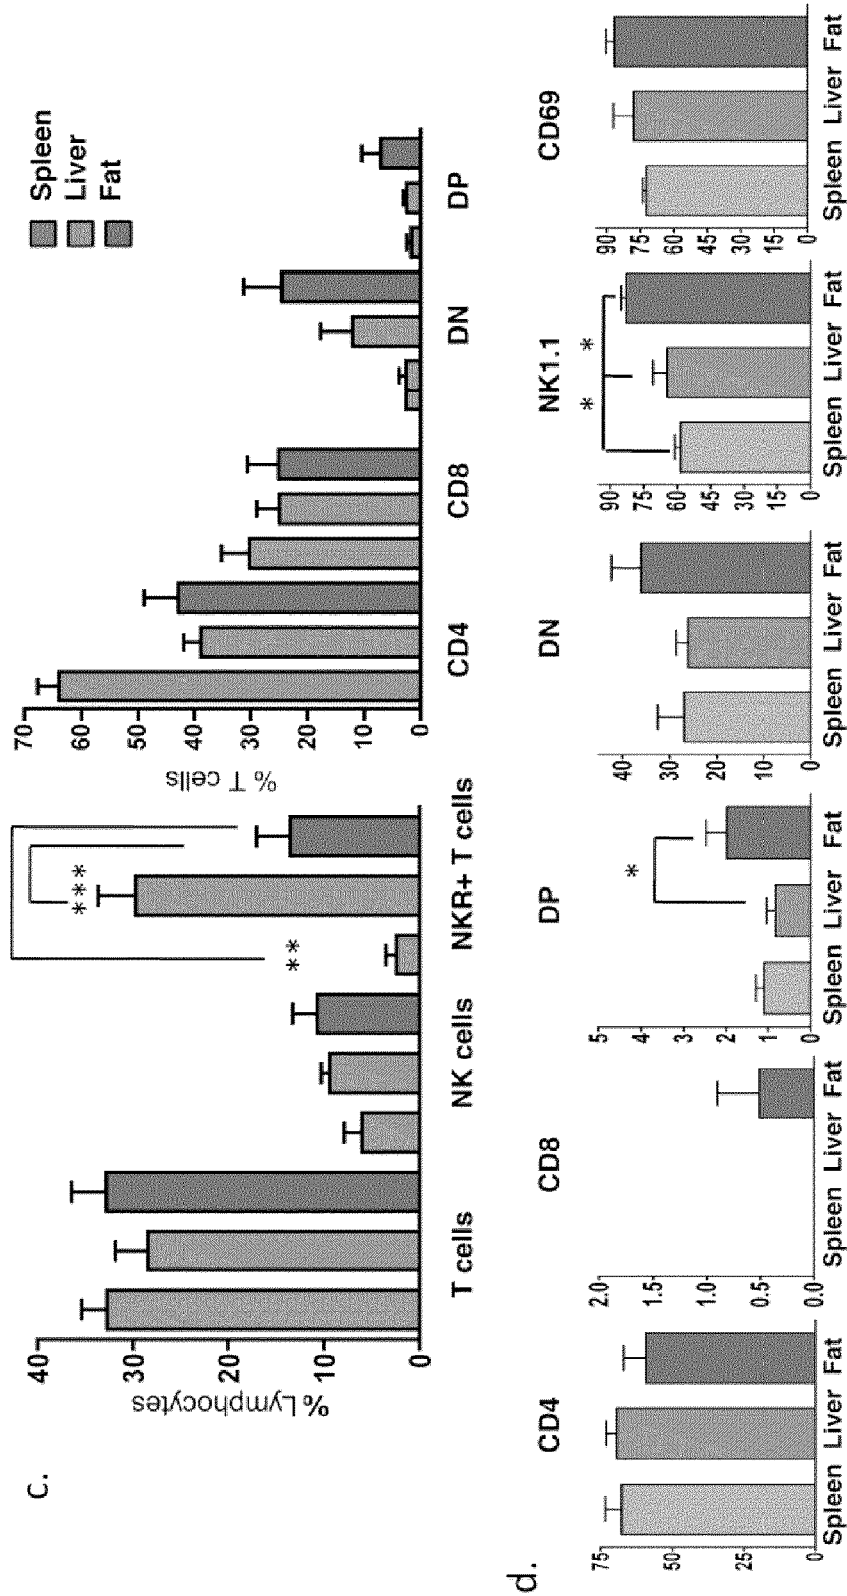 c.
% Lymphocytes
40
30
20
10
0
T cells
NK cells
NKR+ T cells
**
***
% T cells
70
60
50
40
30
20
10
0
CD4
CD8
DN
DP
Spleen
Liver
Fat
d.
CD4
75
50
25
0
Spleen Liver Fat
CD8
2.0
1.5
1.0
0.5
0.0
Spleen Liver Fat
DP
5
4
3
2
1
0
*
Spleen Liver Fat
DN
40
30
20
10
0
Spleen Liver Fat
NK1.1
90
75
60
45
30
15
0
* *
Spleen Liver Fat
CD69
90
75
60
45
30
15
0
Spleen Liver Fat